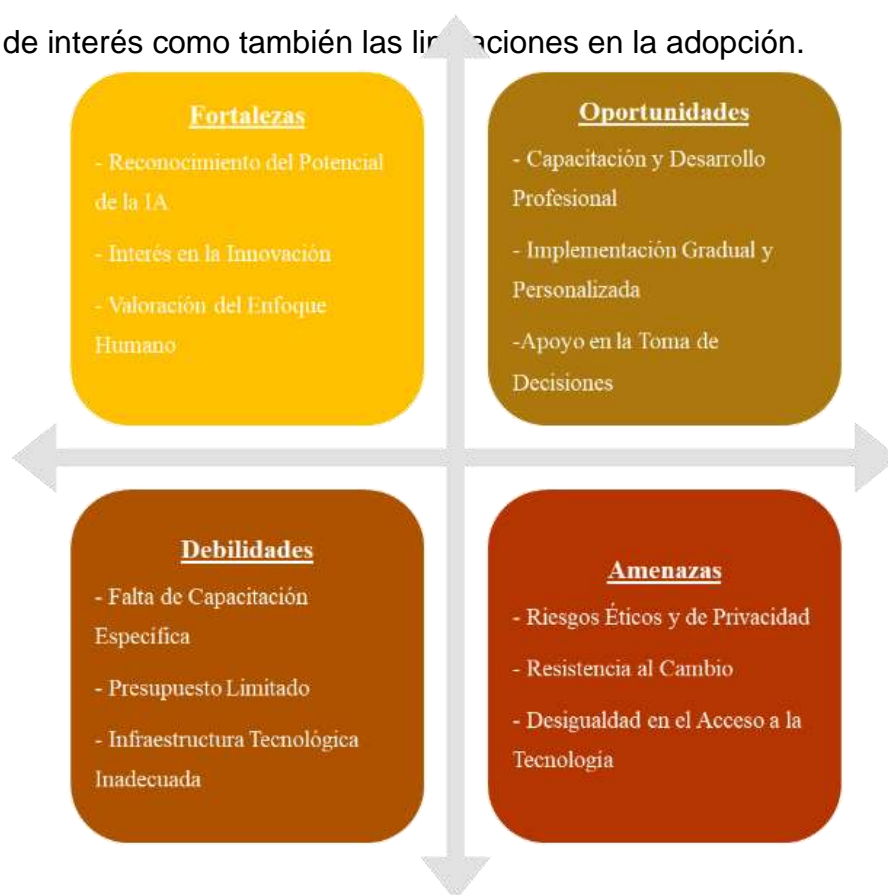 de interés como también las limitaciones en la adopción.
Fortalezas
- Reconocimiento del Potencial
de la IA
- Interés en la Innovación
- Valoración del Enfoque
Humano
Oportunidades
- Capacitación y Desarrollo
Profesional
- Implementación Gradual y
Personalizada
-Apoyo en la Toma de
Decisiones
Debilidades
- Falta de Capacitación
Específica
- Presupuesto Limitado
- Infraestructura Tecnológica
Inadecuada
Amenazas
- Riesgos Éticos y de Privacidad
- Resistencia al Cambio
- Desigualdad en el Acceso a la
Tecnología